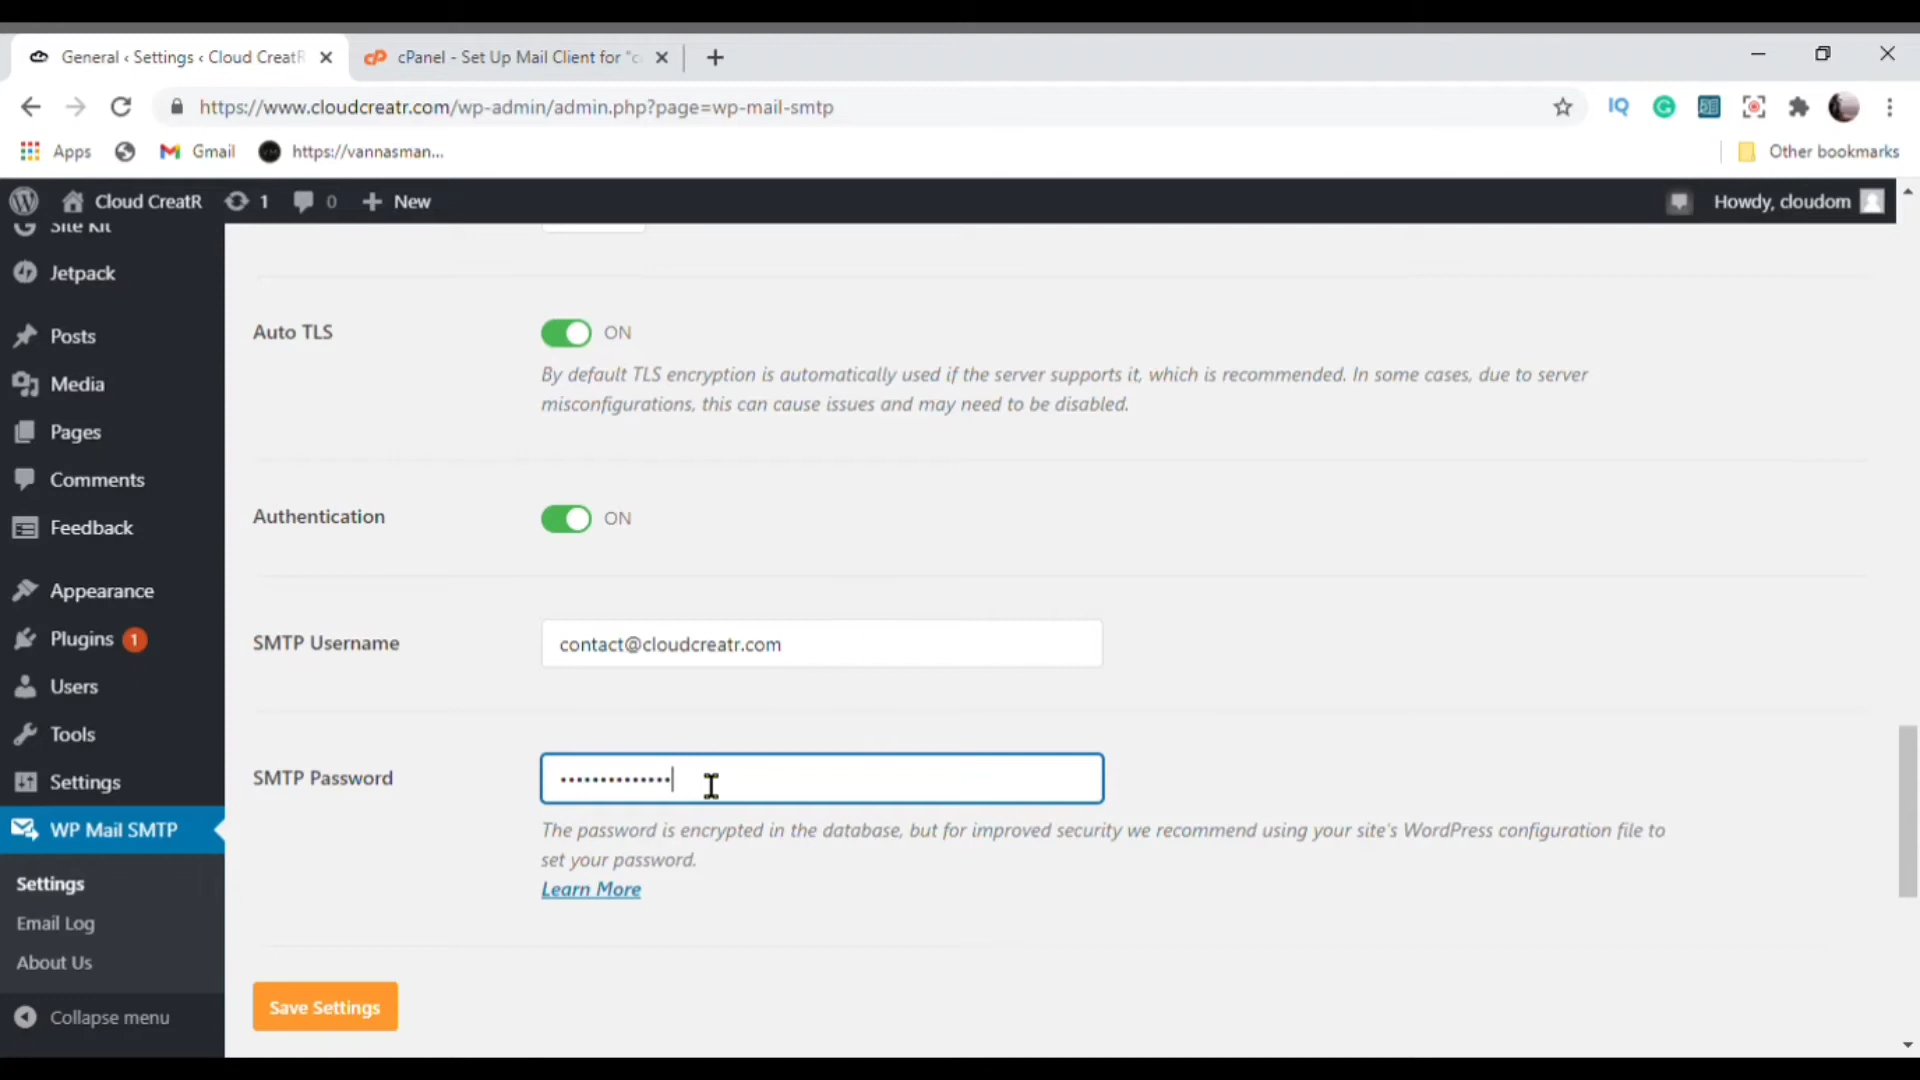 General ‹ Settings ‹ Cloud CreatR
cPanel - Set Up Mail Client for "c
https://www.cloudcreatr.com/wp-admin/admin.php?page=wp-mail-smtp
Apps
Gmail
https://vannasman...
Other bookmarks
Cloud CreatR
1
0
New
Howdy, cloudom
Site Kit
Jetpack
Posts
Media
Pages
Comments
Feedback
Appearance
Plugins 1
Users
Tools
Settings
WP Mail SMTP
Settings
Email Log
About Us
Collapse menu
Auto TLS
ON
By default TLS encryption is automatically used if the server supports it, which is recommended. In some cases, due to server
misconfigurations, this can cause issues and may need to be disabled.
Authentication
ON
SMTP Username
contact@cloudcreatr.com
SMTP Password
••••••••••••••
The password is encrypted in the database, but for improved security we recommend using your site's WordPress configuration file to
set your password.
Learn More
Save Settings